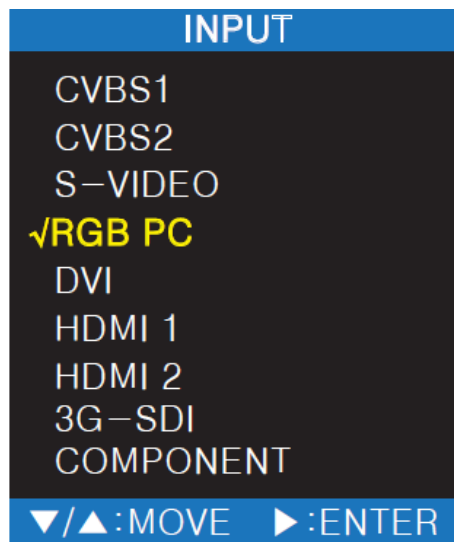 INPUT
CVBS1
CVBS2
S-VIDEO
√RGB PC
DVI
HDMI 1
HDMI 2
3G-SDI
COMPONENT
▼/▲:MOVE ▶:ENTER